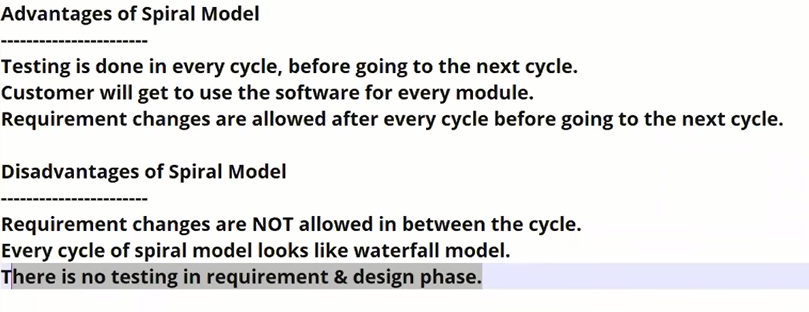 Advantages of Spiral Model
-----------------------
Testing is done in every cycle, before going to the next cycle.
Customer will get to use the software for every module.
Requirement changes are allowed after every cycle before going to the next cycle.
Disadvantages of Spiral Model
-----------------------
Requirement changes are NOT allowed in between the cycle.
Every cycle of spiral model looks like waterfall model.
There is no testing in requirement & design phase.